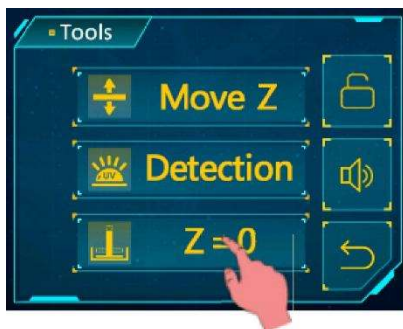 Tools
Move Z
UV
Detection
Z = 0